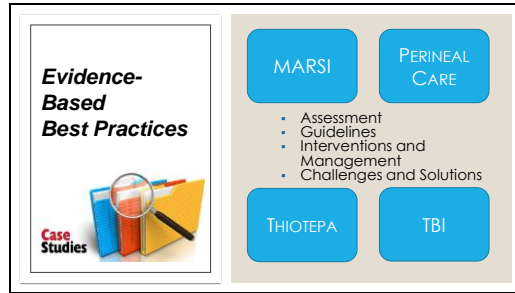 Evidence-
Based
Best Practices
Case
Studies
MARSI
PERINEAL
CARE
▪ Assessment
▪ Guidelines
▪ Interventions and
Management
▪ Challenges and Solutions
THIOTEPA
TBI